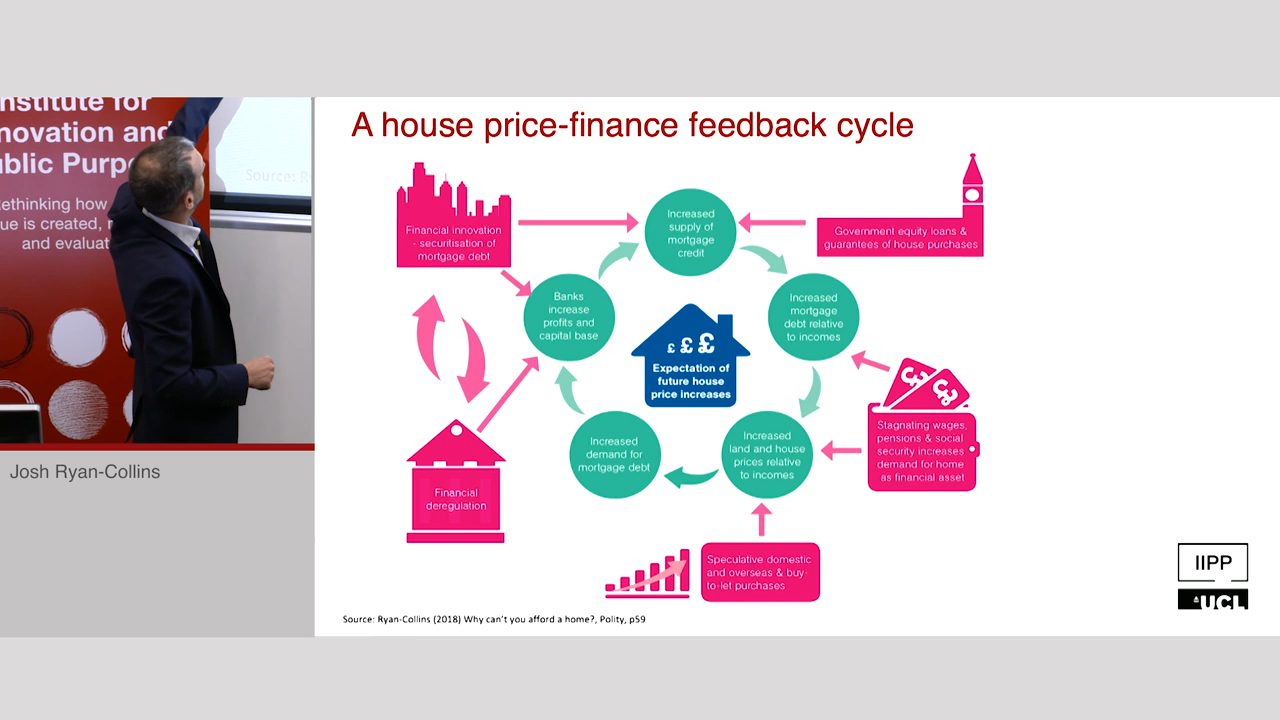 nstitute for
novation and
ublic Purp
ethinking how
ue is created, r
and evaluat
Source: R
Josh Ryan-Collins
A house price-finance feedback cycle
Financial innovation
- securitisation of
mortgage debt
Increased
supply of
mortgage
credit
Government equity loans &
guarantees of house purchases
Banks
increase
profits and
capital base
Increased
mortgage
debt relative
to incomes
£ £ £
Expectation of
future house
price increases
£
£
Stagnating wages,
pensions & social
security increases
demand for home
as financial asset
Increased
demand for
mortgage debt
Increased
land and house
prices relative
to incomes
Financial
deregulation
Speculative domestic
and overseas & buy-
to-let purchases
Source: Ryan-Collins (2018) Why can't you afford a home?, Polity, p59
IIPP
UCL